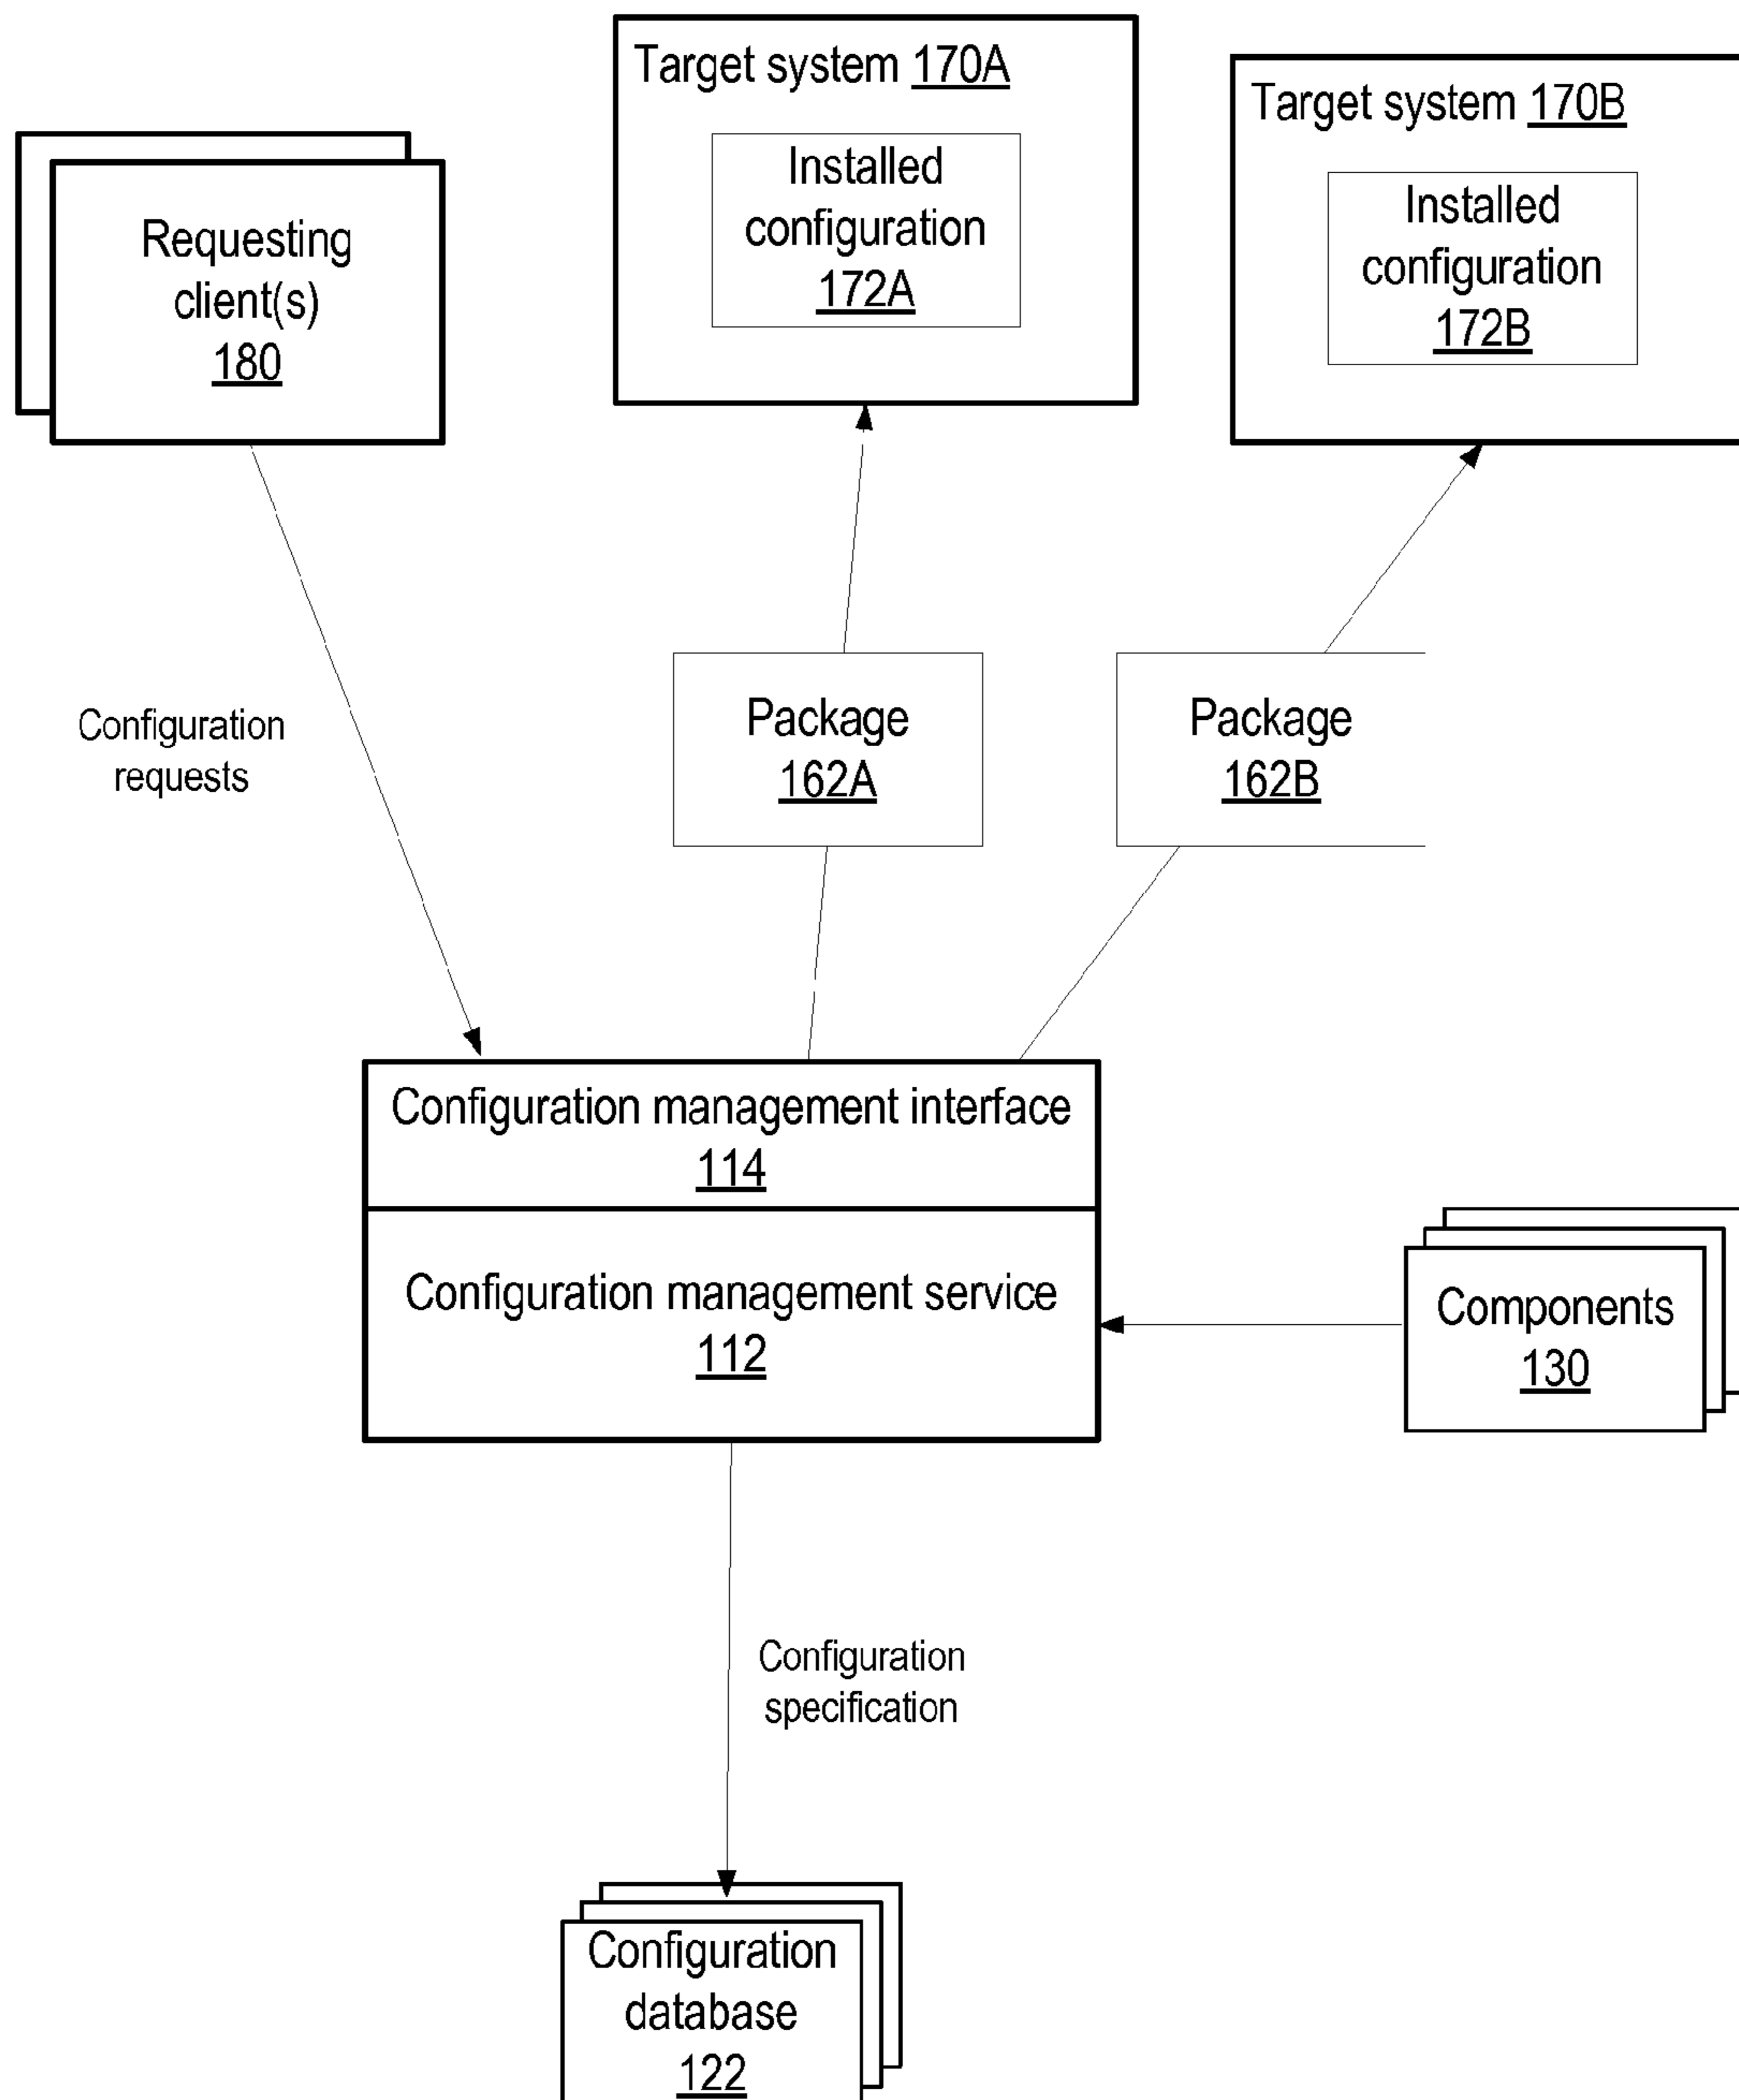 Target system 170A
Installed
configuration
172A
Target system 170B
Installed
configuration
172B
Requesting
client(s)
180
Configuration
requests
Package
162A
Package
162B
Configuration management interface
114
Configuration management service
112
Components
130
Configuration
specification
Configuration
database
122